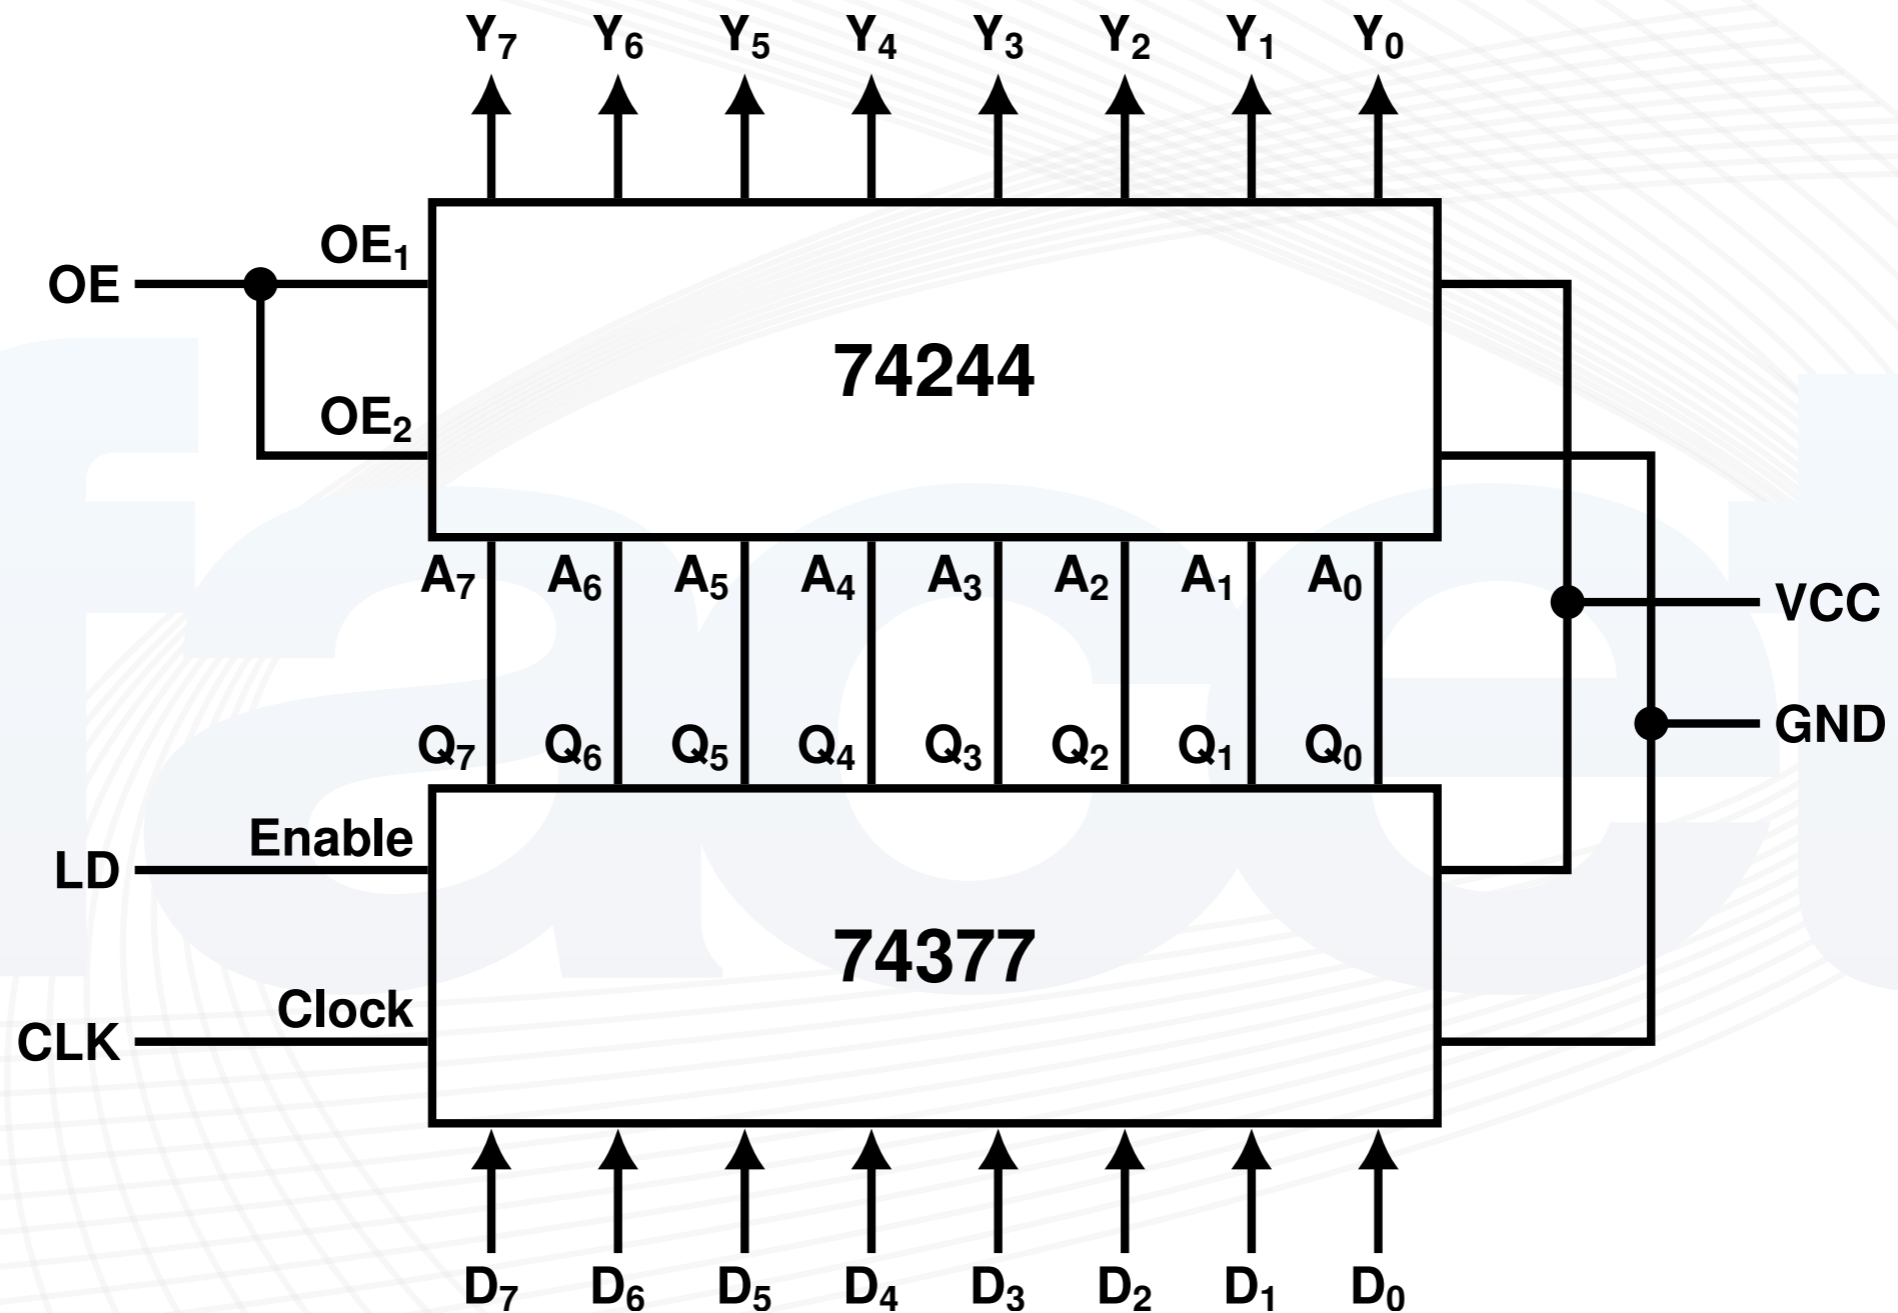 Y₇ Y₆ Y₅ Y₄ Y₃ Y₂ Y₁ Y₀
OE₁
OE
74244
OE₂
A₇ A₆ A₅ A₄ A₃ A₂ A₁ A₀
VCC
GND
Q₇ Q₆ Q₅ Q₄ Q₃ Q₂ Q₁ Q₀
Enable
LD
74377
Clock
CLK
D₇ D₆ D₅ D₄ D₃ D₂ D₁ D₀